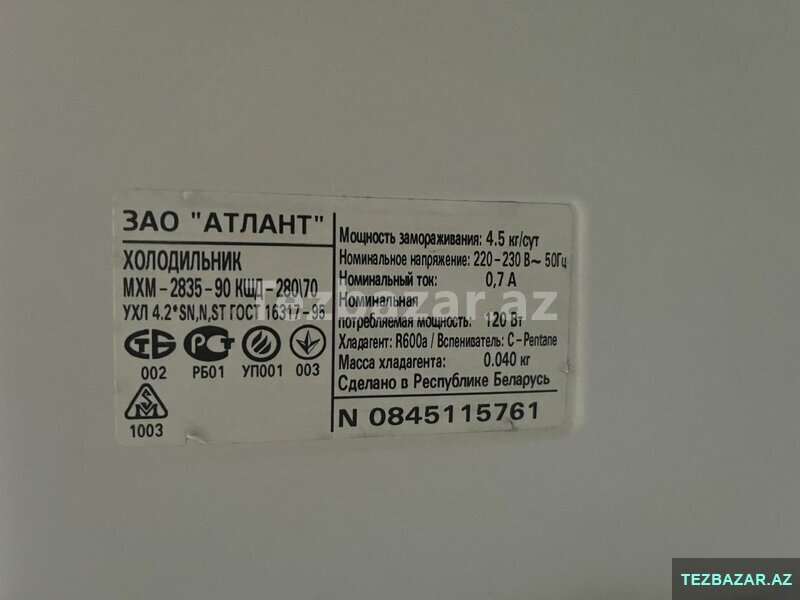 ЗАО "АТЛАНТ"
ХОЛОДИЛЬНИК
МХМ-2835-90 КШД-280\70
УХЛ 4.2*SN,N,ST ГОСТ 16317-95
002
РБ01
УП001
003
1003
Мощность замораживания: 4.5 кг/сут
Номинальное напряжение: 220-230 В~ 50Гц
Номинальный ток: 0,7 А
Номинальная
потребляемая мощность: 120 Вт
Хладагент: R600a / Вспениватель: C-Pentane
Масса хладагента: 0.040 кг
Сделано в Республике Беларусь
N 0845115761
Tezbazar.az
TEZBAZAR.AZ